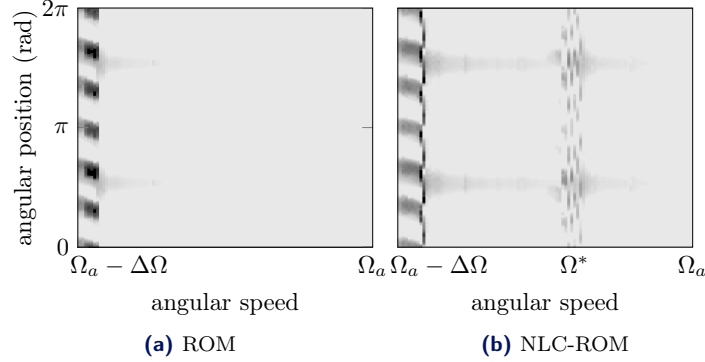 angular position (rad)
2π
π
0
Ω_a − ΔΩ
Ω_a
angular speed
(a) ROM
Ω_a − ΔΩ
Ω*
Ω_a
angular speed
(b) NLC-ROM